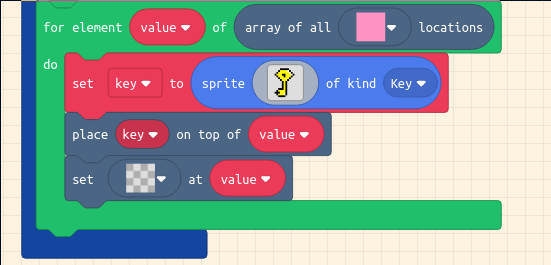 for element value of array of all locations
do
set key to sprite of kind Key
place key on top of value
set at value